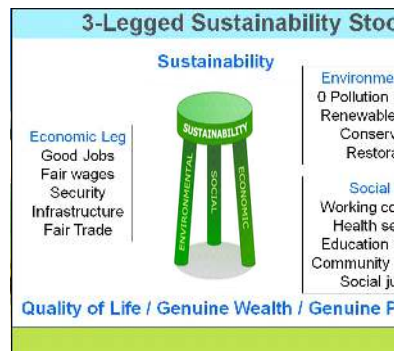 3-Legged Sustainability Stoo
Sustainability
Economic Leg
Good Jobs
Fair wages
Security
Infrastructure
Fair Trade
SUSTAINABILITY
ENVIRONMENTAL
SOCIAL
ECONOMIC
Environme
0 Pollution
Renewable
Conserv
Restora
Social
Working co
Health se
Education
Community
Social ju
Quality of Life / Genuine Wealth / Genuine P